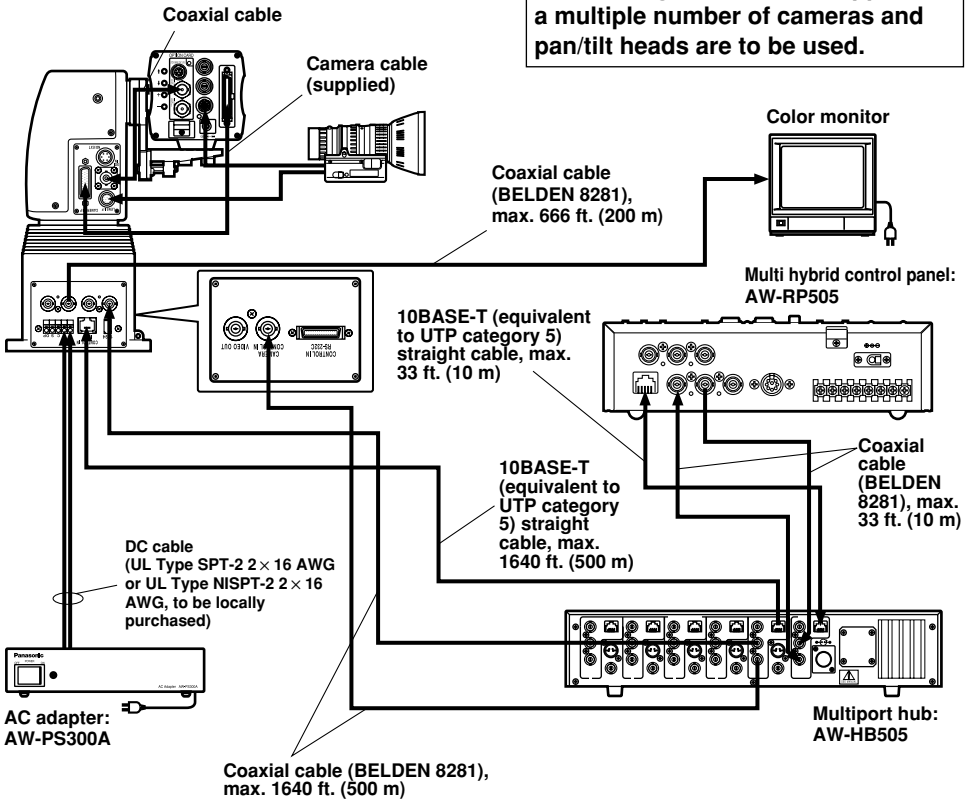 Coaxial cable
a multiple number of cameras and
pan/tilt heads are to be used.
Camera cable
(supplied)
Color monitor
Coaxial cable
(BELDEN 8281),
max. 666 ft. (200 m)
Multi hybrid control panel:
AW-RP505
10BASE-T (equivalent
to UTP category 5)
straight cable, max.
33 ft. (10 m)
VIDEO OUT
CAMERA
CONTROL IN
CONTROL IN
RS-232C
Coaxial
cable
(BELDEN
8281), max.
33 ft. (10 m)
10BASE-T
(equivalent to
UTP category
5) straight
cable, max.
1640 ft. (500 m)
DC cable
(UL Type SPT-2 2 × 16 AWG
or UL Type NISPT-2 2 × 16
AWG, to be locally
purchased)
Panasonic
POWER
AC Adapter AW-PS300A
AC adapter:
AW-PS300A
Multiport hub:
AW-HB505
Coaxial cable (BELDEN 8281),
max. 1640 ft. (500 m)